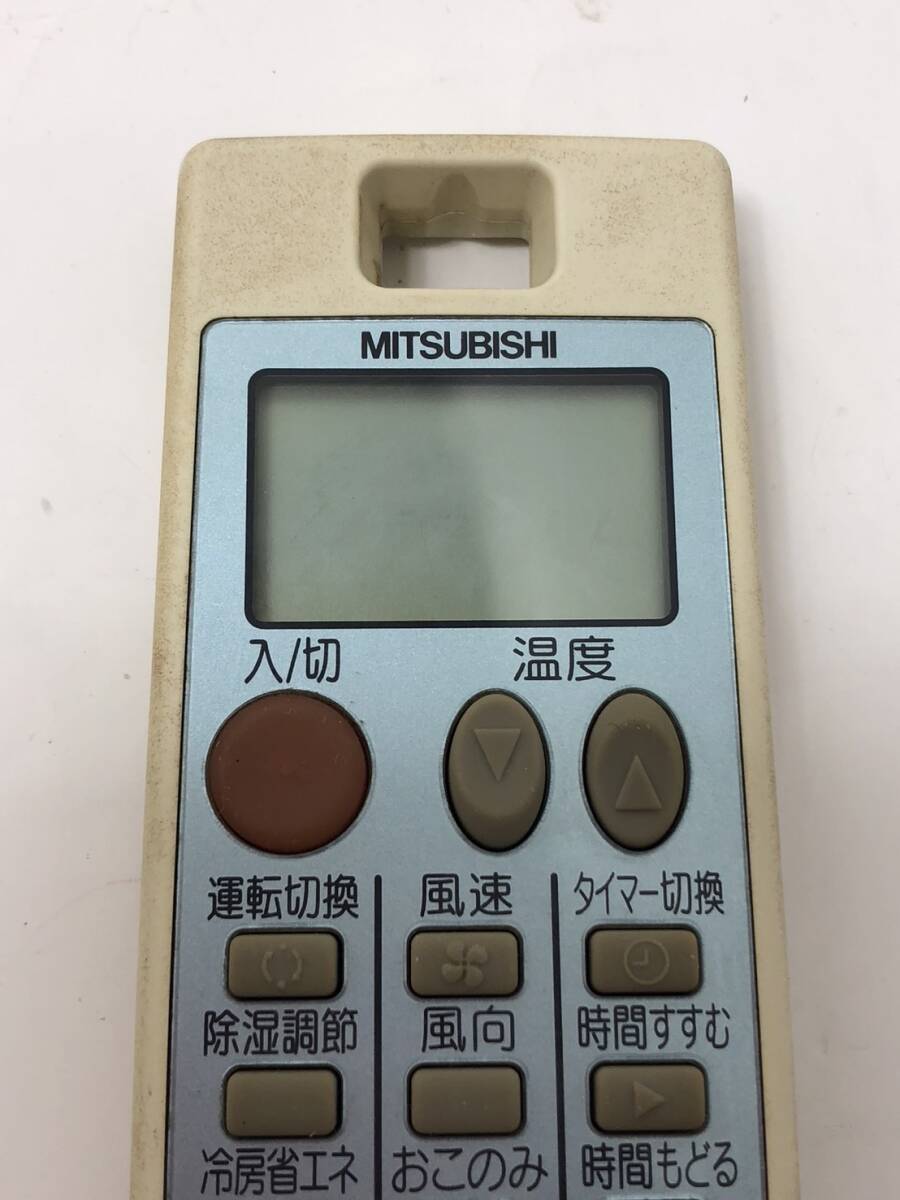 MITSUBISHI
入/切 温度
運転切換 風速 タイマー切換
除湿調節 風向 時間すすむ
冷房省エネ おこのみ 時間もどる